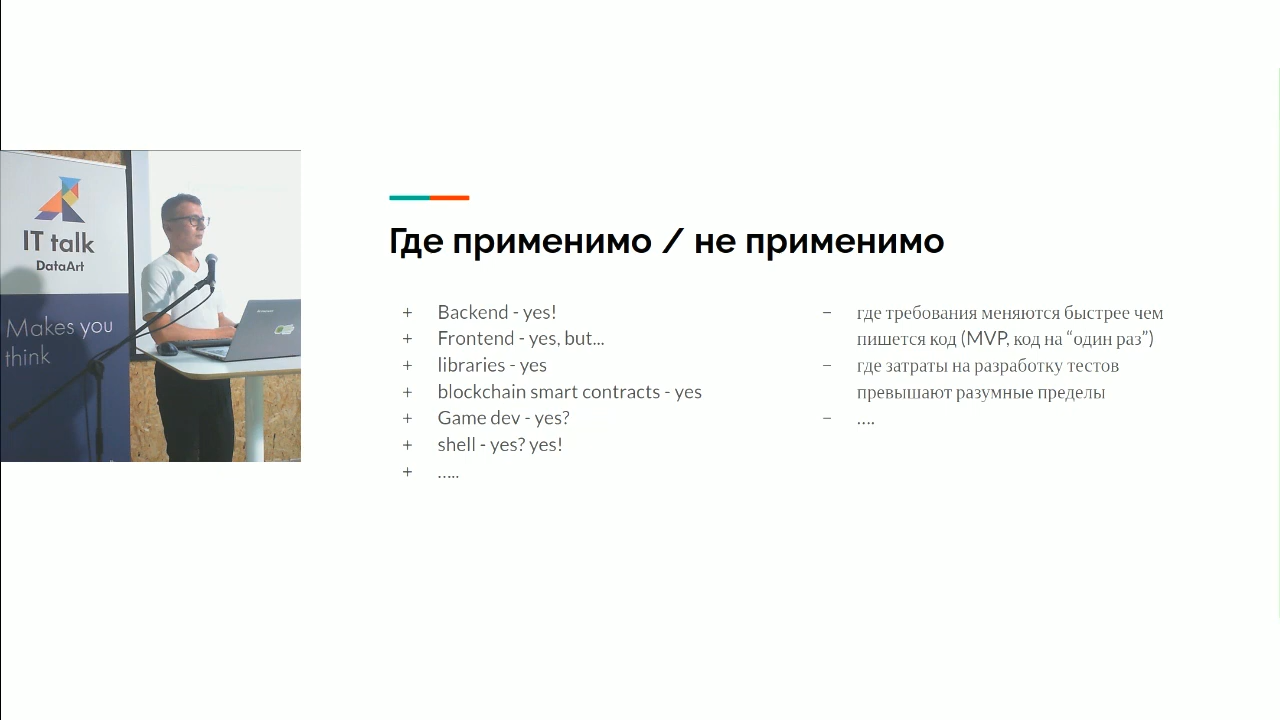 IT talk
DataArt
Makes you
think
Где применимо / не применимо
+ Backend - yes!
+ Frontend - yes, but...
+ libraries - yes
+ blockchain smart contracts - yes
+ Game dev - yes?
+ shell - yes? yes!
+ …..
− где требования меняются быстрее чем
пишется код (MVP, код на “один раз”)
− где затраты на разработку тестов
превышают разумные пределы
− ….